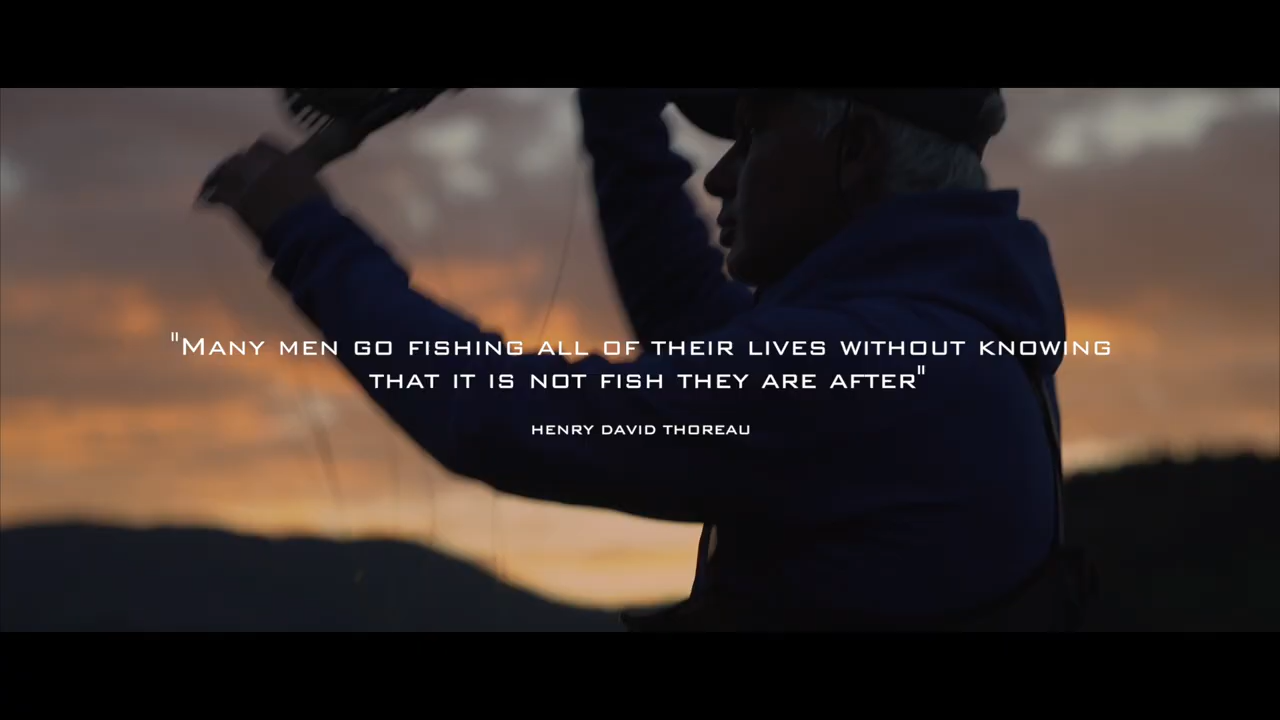 "Many men go fishing all of their lives without knowing
that it is not fish they are after"
Henry David Thoreau